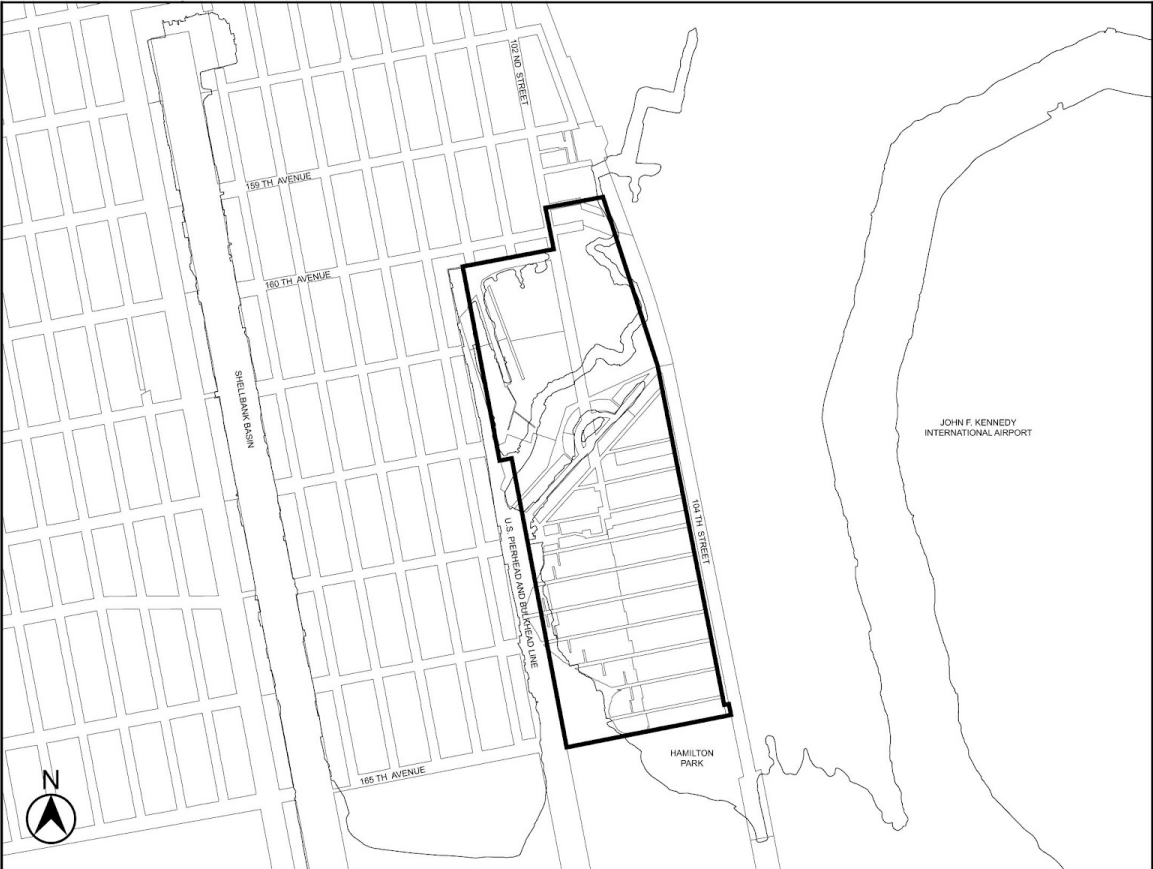 102 ND STREET
159 TH AVENUE
160 TH AVENUE
SHELLBANK BASIN
JOHN F. KENNEDY
INTERNATIONAL AIRPORT
104 TH STREET
U.S. PIERHEAD AND BULKHEAD LINE
HAMILTON
PARK
165 TH AVENUE
N